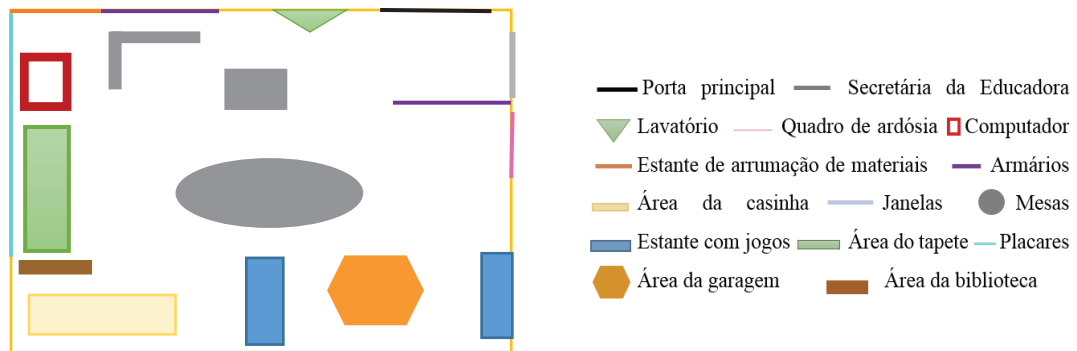 Porta principal Secretária da Educadora
Lavatório Quadro de ardósia Computador
Estante de arrumação de materiais Armários
Área da casinha Janelas Mesas
Estante com jogos Área do tapete Placares
Área da garagem Área da biblioteca